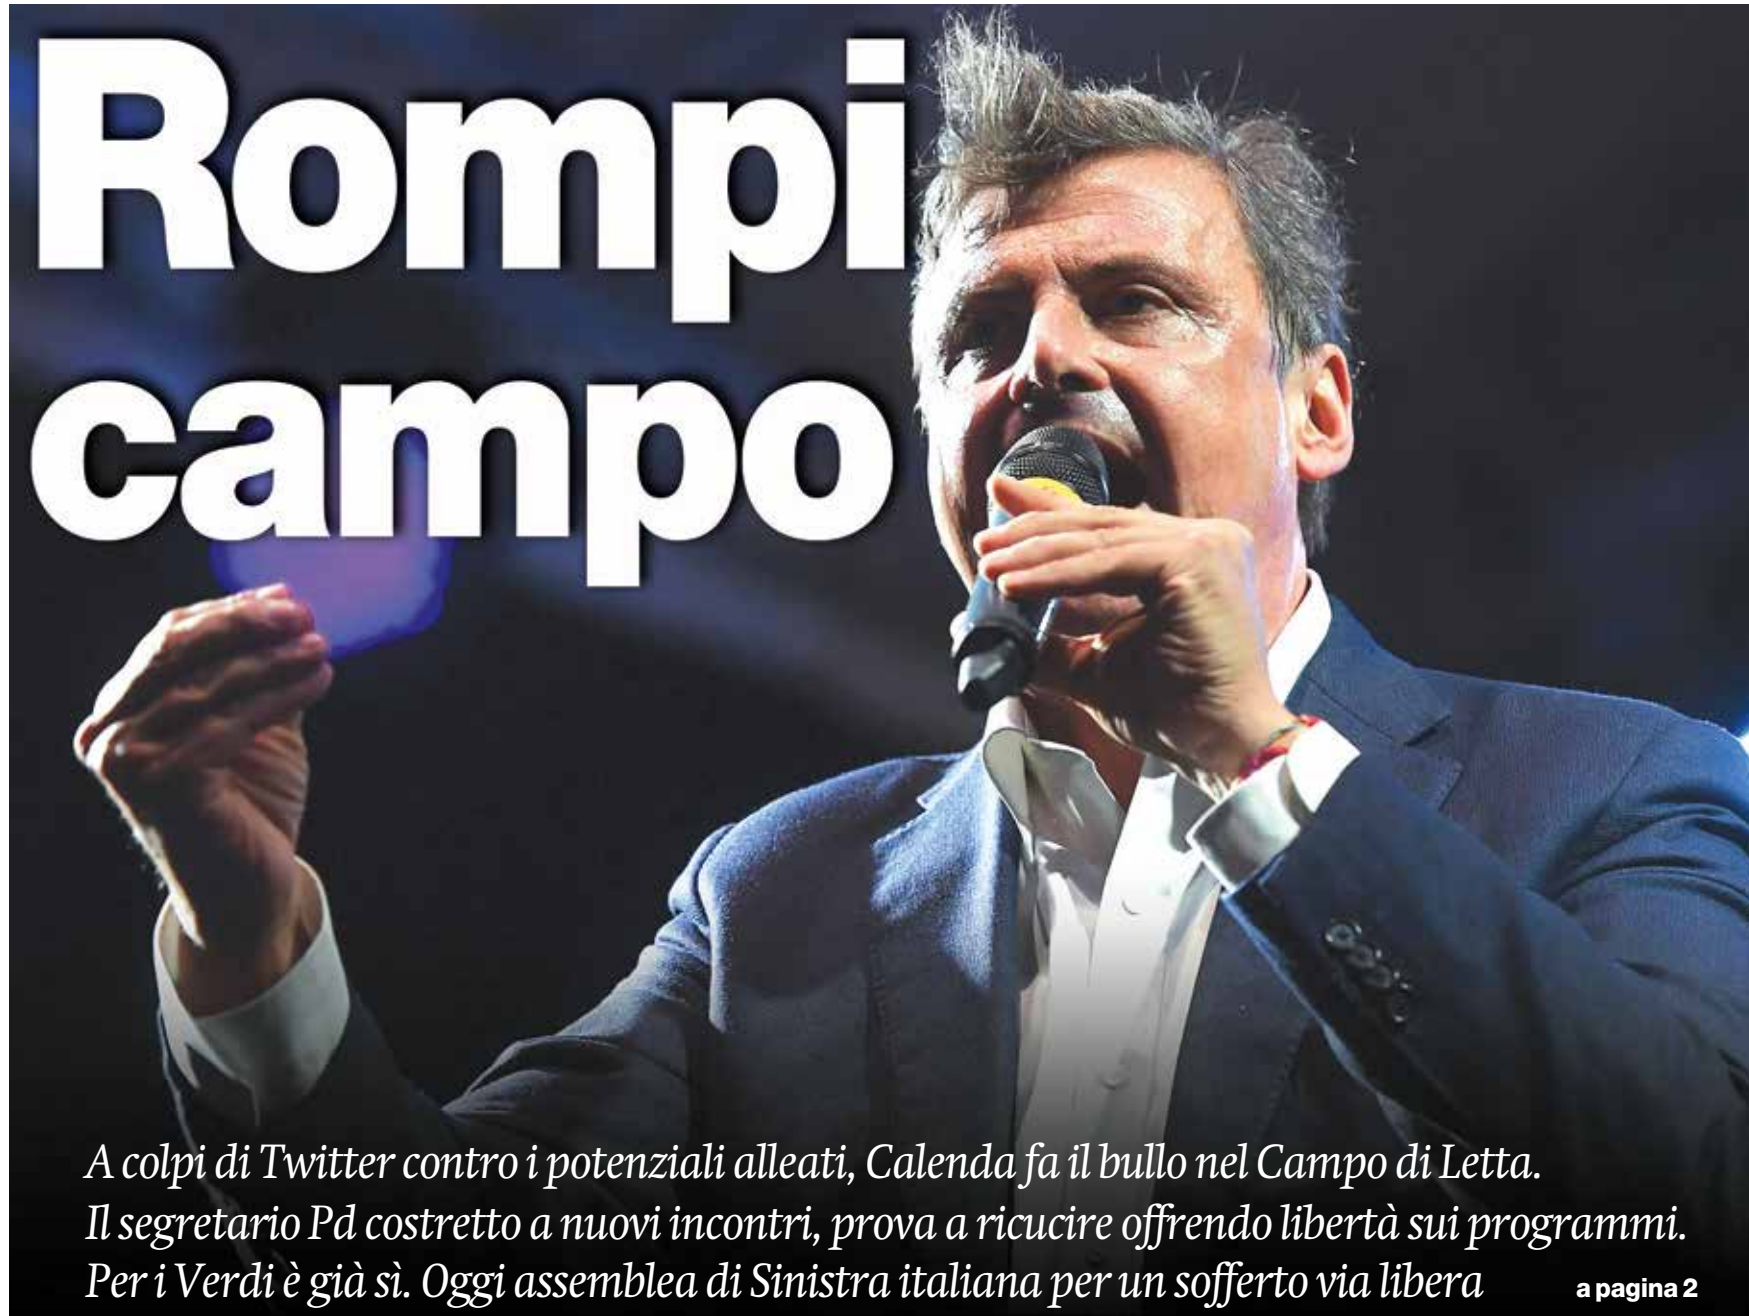 Rompi
campo
A colpi di Twitter contro i potenziali alleati, Calenda fa il bullo nel Campo di Letta.
Il segretario Pd costretto a nuovi incontri, prova a ricucire offrendo libertà sui programmi.
Per i Verdi è già sì. Oggi assemblea di Sinistra italiana per un sofferto via libera a pagina 2